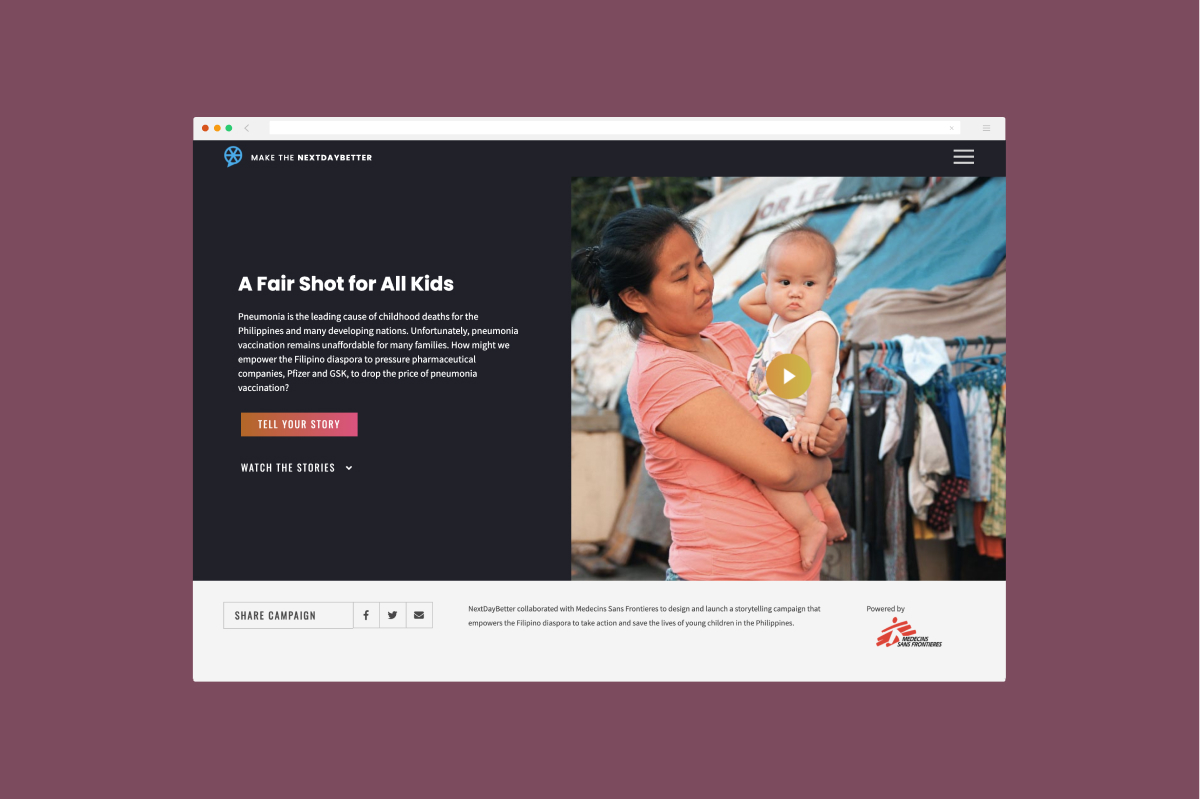 MAKE THE NEXTDAYBETTER
OR LE
A Fair Shot for All Kids
Pneumonia is the leading cause of childhood deaths for the
Philippines and many developing nations. Unfortunately, pneumonia
vaccination remains unaffordable for many families. How might we
empower the Filipino diaspora to pressure pharmaceutical
companies, Pfizer and GSK, to drop the price of pneumonia
vaccination?
TELL YOUR STORY
WATCH THE STORIES
SHARE CAMPAIGN
NextDayBetter collaborated with Medecins Sans Frontieres to design and launch a storytelling campaign that
empowers the Filipino diaspora to take action and save the lives of young children in the Philippines.
Powered by
MEDECINS
SANS FRONTIERES